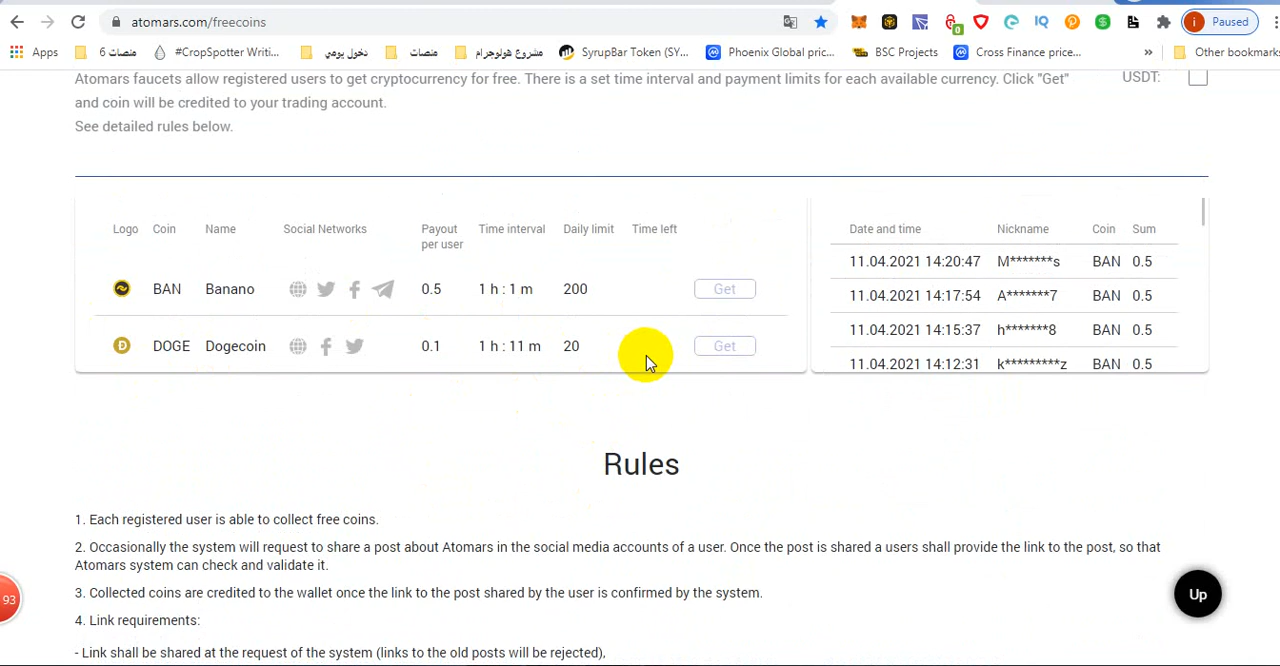 atomars.com/freecoins
Paused
Apps
منصات 6
#CropSpotter Writi...
دخول يومي
منصات
مشروع هولوجرام
SyrupBar Token (SY...
Phoenix Global pric...
BSC Projects
Cross Finance price...
»
Other bookmarks
Atomars faucets allow registered users to get cryptocurrency for free. There is a set time interval and payment limits for each available currency. Click "Get"
and coin will be credited to your trading account.
See detailed rules below.
USDT:
Logo Coin Name Social Networks Payout per user Time interval Daily limit Time left
BAN Banano 0.5 1 h : 1 m 200 Get
DOGE Dogecoin 0.1 1 h : 11 m 20 Get
Date and time Nickname Coin Sum
11.04.2021 14:20:47 M*******s BAN 0.5
11.04.2021 14:17:54 A*******7 BAN 0.5
11.04.2021 14:15:37 h*******8 BAN 0.5
11.04.2021 14:12:31 k*********z BAN 0.5
Rules
1. Each registered user is able to collect free coins.
2. Occasionally the system will request to share a post about Atomars in the social media accounts of a user. Once the post is shared a users shall provide the link to the post, so that
Atomars system can check and validate it.
3. Collected coins are credited to the wallet once the link to the post shared by the user is confirmed by the system.
4. Link requirements:
- Link shall be shared at the request of the system (links to the old posts will be rejected),
93
Up